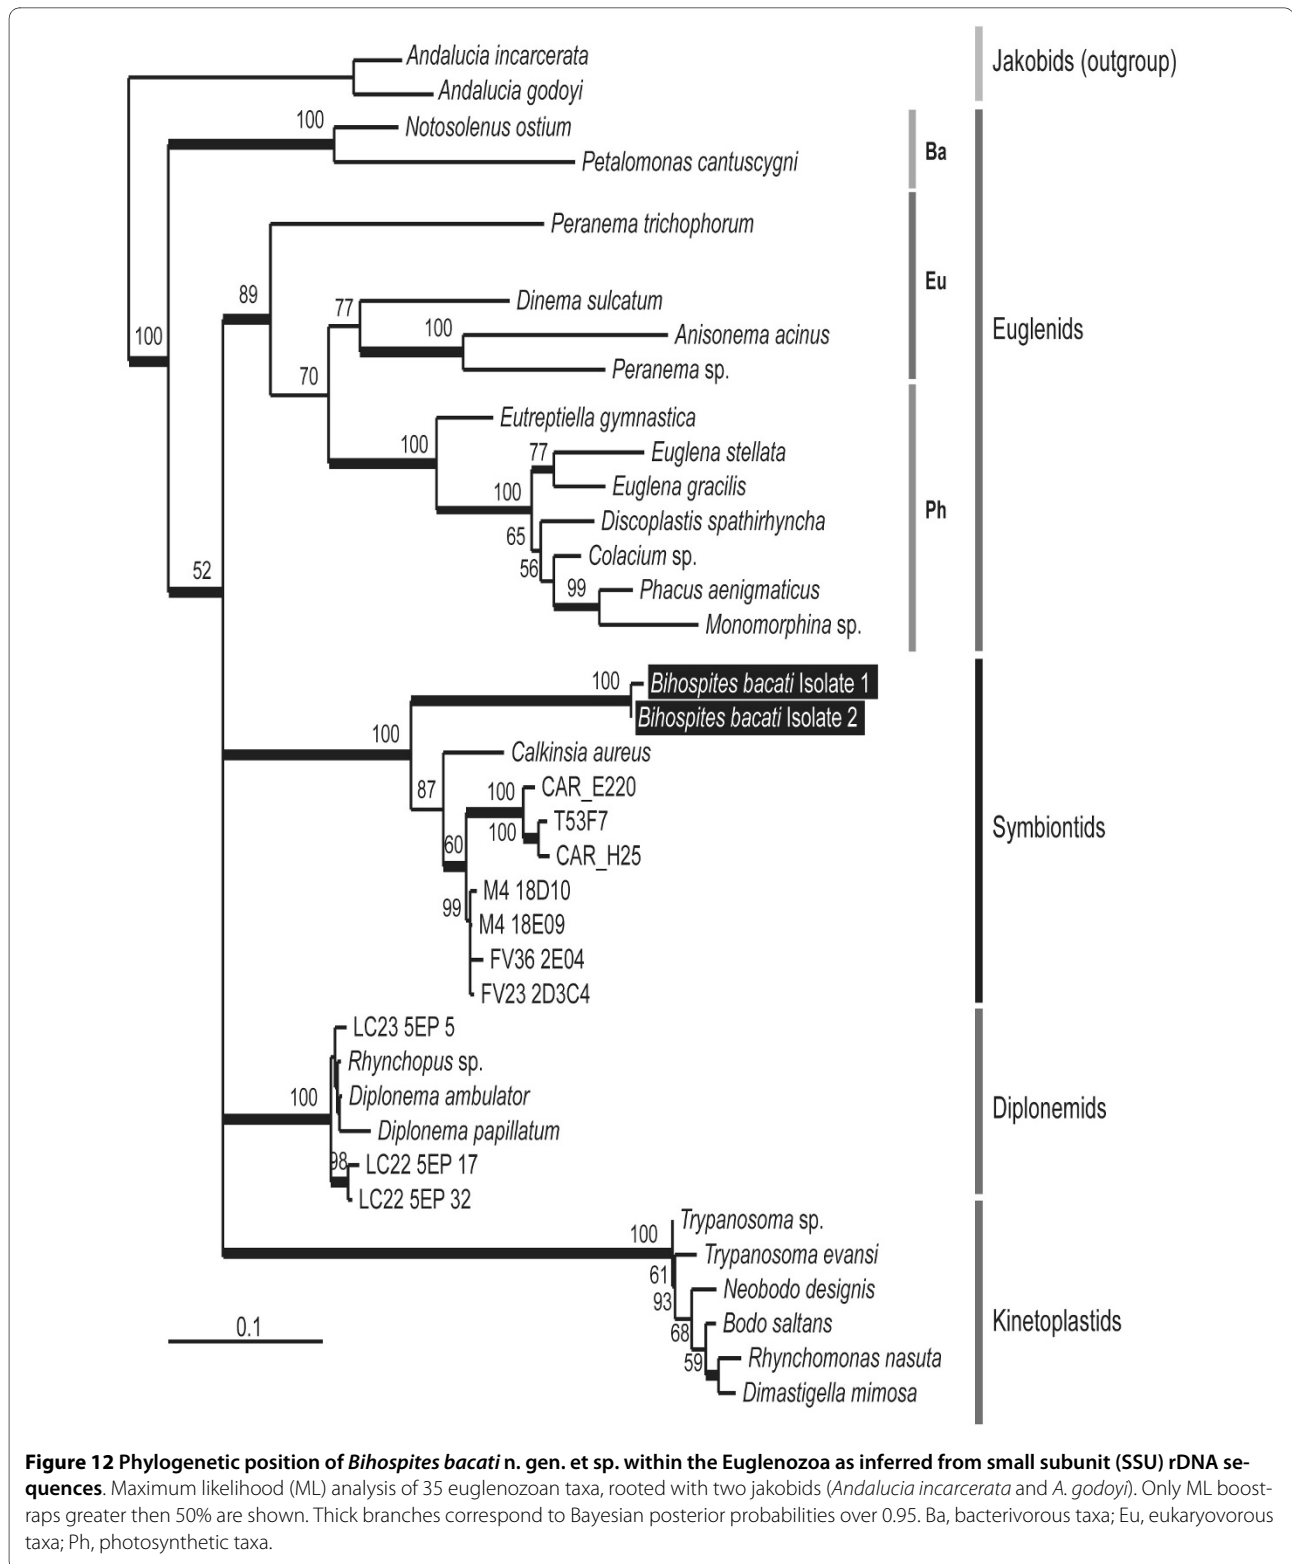 Andalucia incarcerata
Jakobids (outgroup)
Andalucia godoyi
100
Notosolenus ostium
Ba
Petalomonas cantuscygni
Peranema trichophorum
Eu
89
77
Dinema sulcatum
100
Anisonema acinus
Euglenids
100
Peranema sp.
70
Eutreptiella gymnastica
100
77
Euglena stellata
100
Euglena gracilis
Ph
Discoplastis spathirhyncha
65
Colacium sp.
56
52
99
Phacus aenigmaticus
Monomorphina sp.
100
Bihospites bacati Isolate 1
Bihospites bacati Isolate 2
100
Calkinsia aureus
87
100
CAR_E220
T53F7
Symbiontids
100
60
CAR_H25
M4 18D10
99
M4 18E09
FV36 2E04
FV23 2D3C4
LC23 5EP 5
Rhynchopus sp.
100
Diplonema ambulator
Diplonemids
Diplonema papillatum
98
LC22 5EP 17
LC22 5EP 32
Trypanosoma sp.
100
Trypanosoma evansi
61
Neobodo designis
93
Bodo saltans
Kinetoplastids
68
0.1
Rhynchomonas nasuta
59
Dimastigella mimosa
Figure 12 Phylogenetic position of Bihospites bacati n. gen. et sp. within the Euglenozoa as inferred from small subunit (SSU) rDNA se-
quences. Maximum likelihood (ML) analysis of 35 euglenozoan taxa, rooted with two jakobids (Andalucia incarcerata and A. godoyi). Only ML boost-
raps greater then 50% are shown. Thick branches correspond to Bayesian posterior probabilities over 0.95. Ba, bacterivorous taxa; Eu, eukaryovorous
taxa; Ph, photosynthetic taxa.